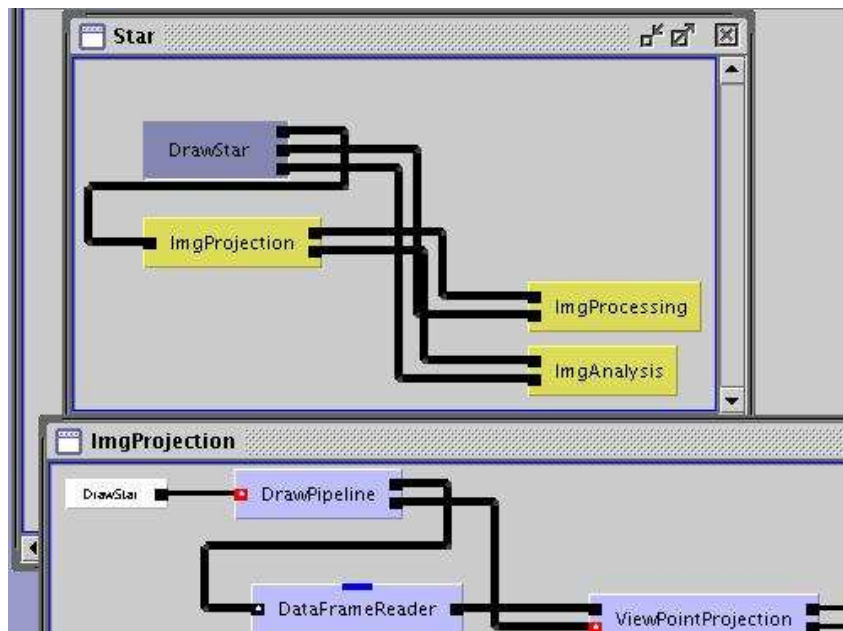 Star
DrawStar
ImgProjection
ImgProcessing
ImgAnalysis
ImgProjection
DrawStar
DrawPipeline
DataFrameReader
ViewPointProjection